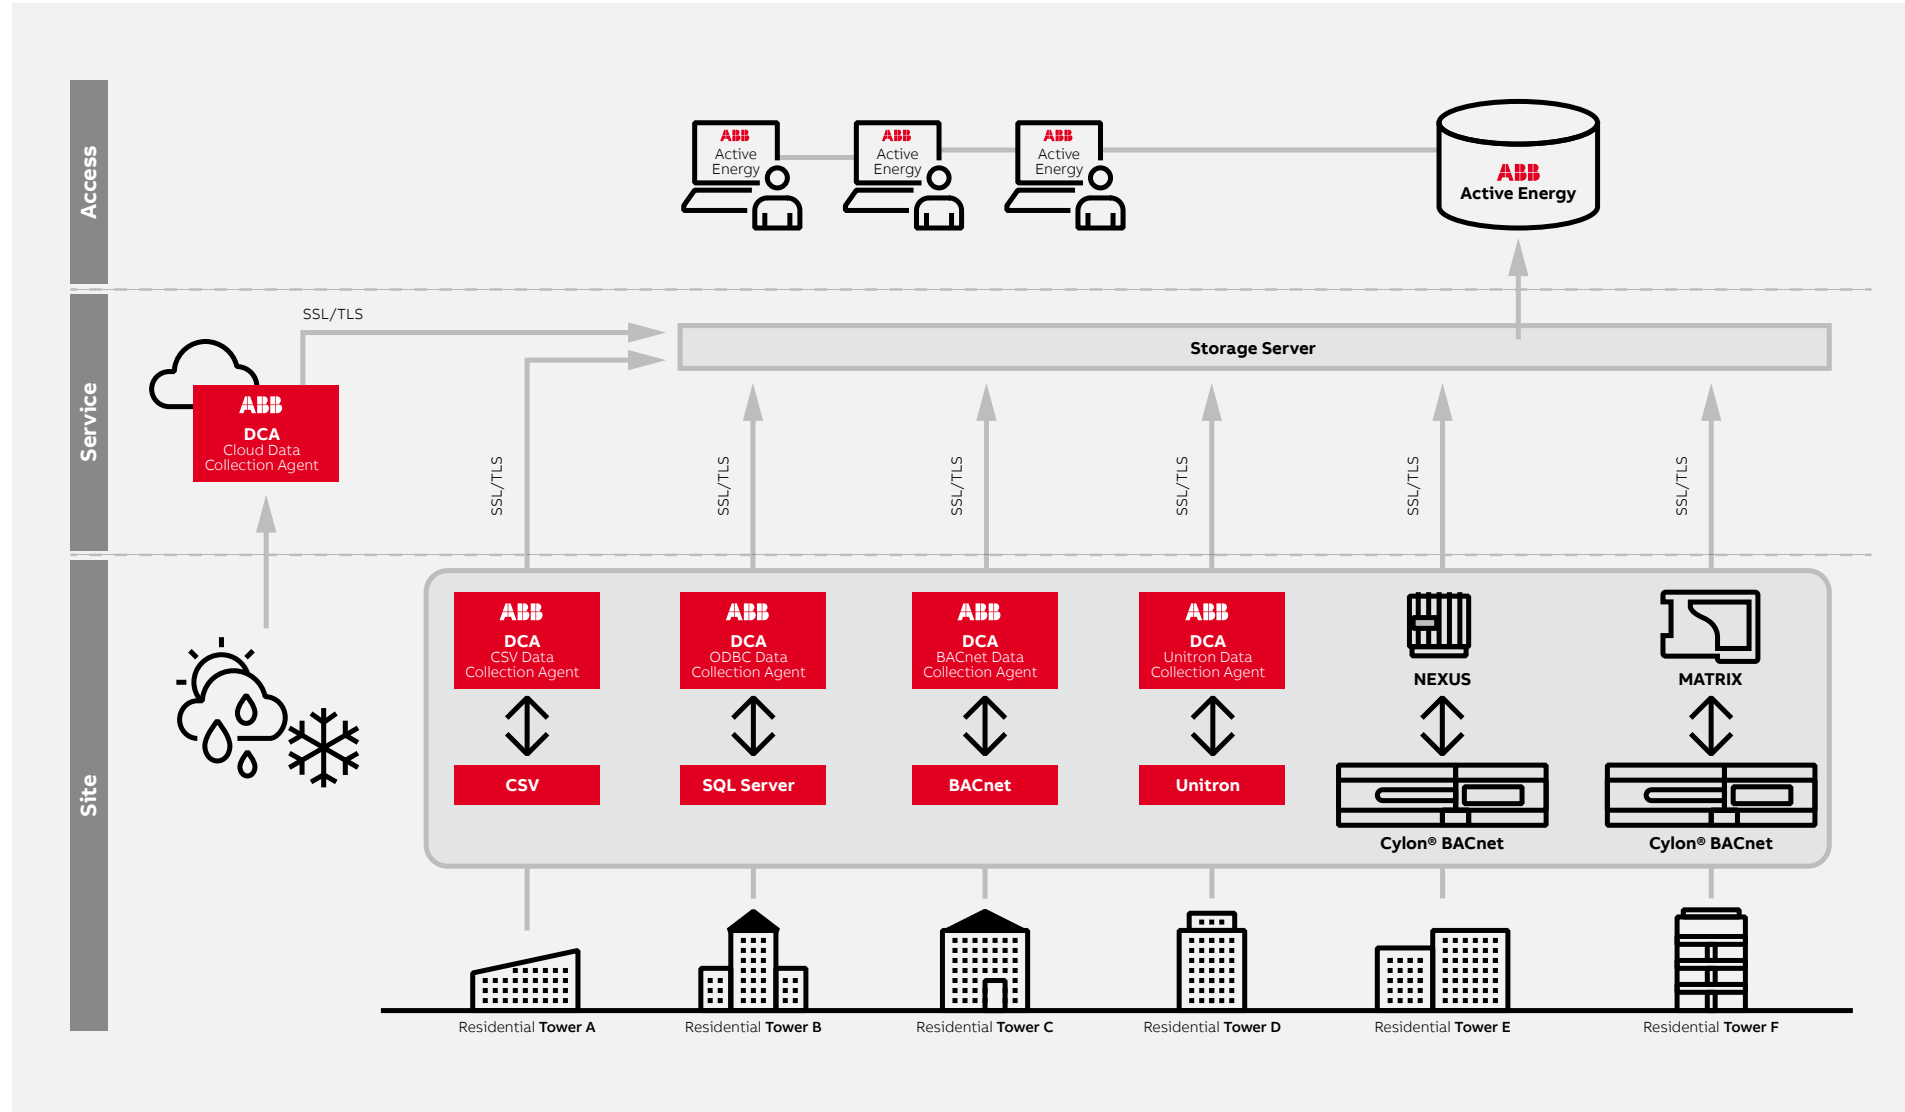 Access
ABB
Active
Energy
ABB
Active
Energy
ABB
Active
Energy
ABB
Active Energy
Service
SSL/TLS
Storage Server
ABB
DCA
Cloud Data
Collection Agent
SSL/TLS
SSL/TLS
SSL/TLS
SSL/TLS
SSL/TLS
SSL/TLS
Site
ABB
DCA
CSV Data
Collection Agent
ABB
DCA
ODBC Data
Collection Agent
ABB
DCA
BACnet Data
Collection Agent
ABB
DCA
Unitron Data
Collection Agent
NEXUS
MATRIX
CSV
SQL Server
BACnet
Unitron
Cylon® BACnet
Cylon® BACnet
Residential Tower A
Residential Tower B
Residential Tower C
Residential Tower D
Residential Tower E
Residential Tower F